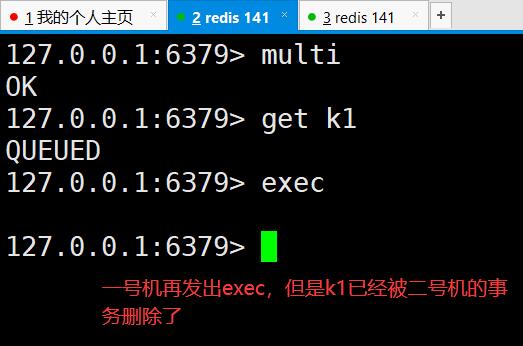 1 我的个人主页
2 redis 141
3 redis 141
127.0.0.1:6379> multi
OK
127.0.0.1:6379> get k1
QUEUED
127.0.0.1:6379> exec
127.0.0.1:6379>
一号机再发出exec，但是k1已经被二号机的事
务删除了